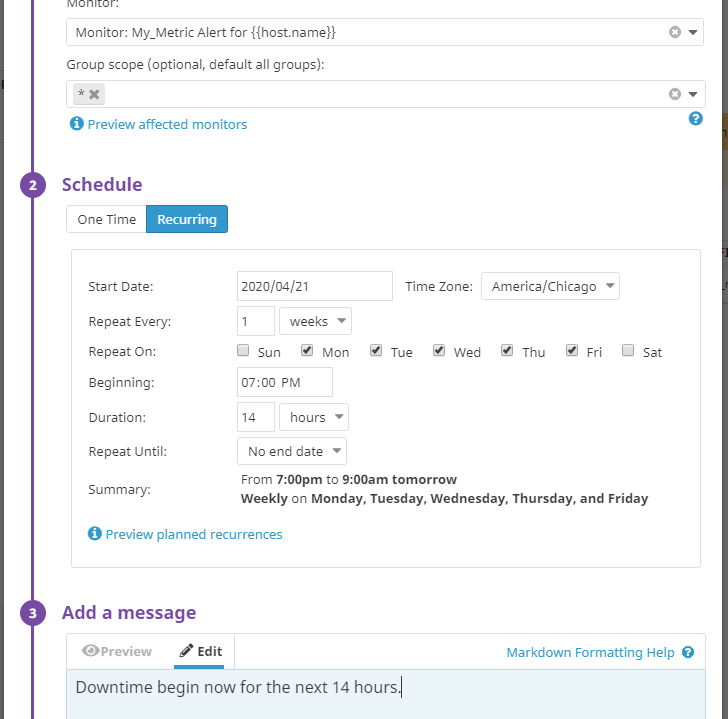 Monitor:
Monitor: My_Metric Alert for {{host.name}}
Group scope (optional, default all groups):
*
Preview affected monitors
2 Schedule
One Time Recurring
Start Date: 2020/04/21 Time Zone: America/Chicago
Repeat Every: 1 weeks
Repeat On: Sun Mon Tue Wed Thu Fri Sat
Beginning: 07:00 PM
Duration: 14 hours
Repeat Until: No end date
Summary: From 7:00pm to 9:00am tomorrow
Weekly on Monday, Tuesday, Wednesday, Thursday, and Friday
Preview planned recurrences
3 Add a message
Preview Edit Markdown Formatting Help
Downtime begin now for the next 14 hours.